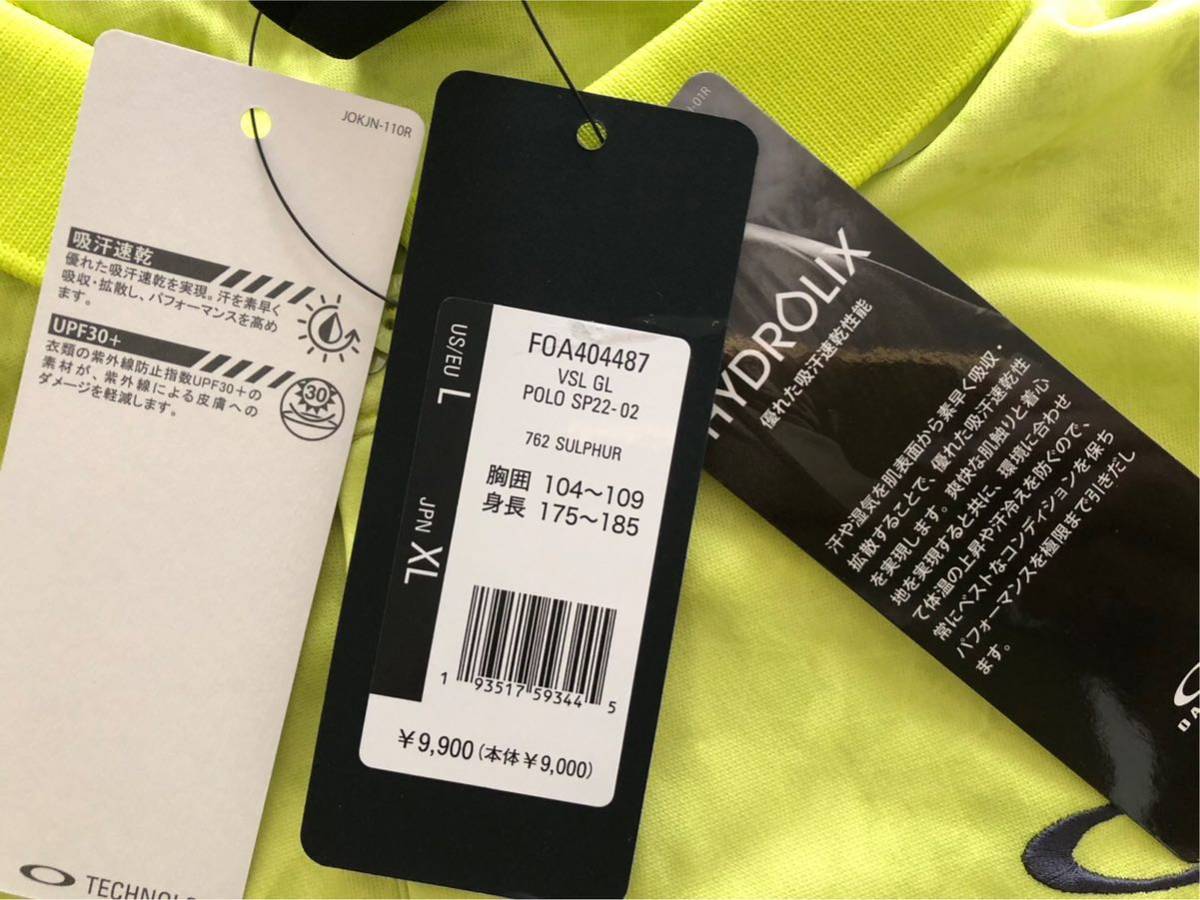 JOKJN-110R
吸汗速乾
優れた吸汗速乾を実現。汗を素早く
吸収・拡散し、パフォーマンスを高め
ます。
UPF30+
衣類の紫外線防止指数UPF30+の
素材が、紫外線による皮膚への
ダメージを軽減します。
30
TECHNOLO
US/EU L
JPN XL
FOA404487
VSL GL
POLO SP22-02
762 SULPHUR
胸囲 104～109
身長 175～185
1 93517 59344 5
￥9,900(本体￥9,000)
-01R
HYDROLIX
優れた吸汗速乾性能
汗や湿気を肌表面から素早く吸収・
拡散することで、優れた吸汗速乾性
を実現します。爽快な肌触りと着心
地を実現すると共に、環境に合わせ
て体温の上昇や汗冷えを防ぐので、
常にベストなコンディションを保ち
パフォーマンスを極限まで引きだし
ます。